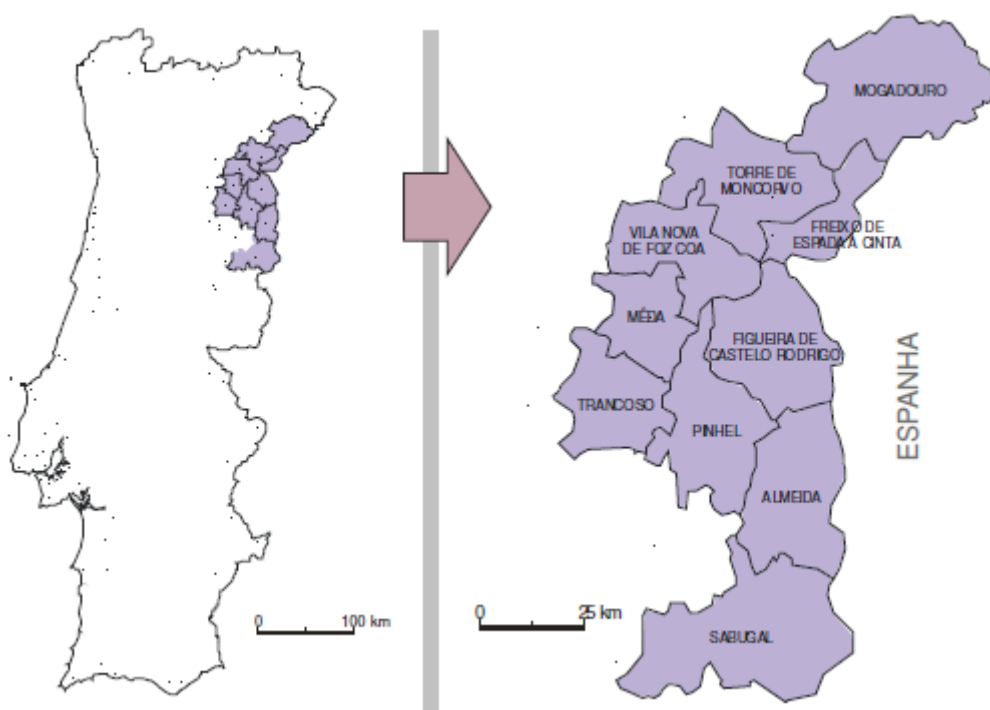 MOGADOURO
TORRE DE
MONCORVO
FREIXO DE
ESPADA À CINTA
VILA NOVA
DE FOZ COA
MÊDA
FIGUEIRA DE
CASTELO RODRIGO
TRANCOSO
PINHEL
ESPANHA
ALMEIDA
0 100 km
0 25 km
SABUGAL